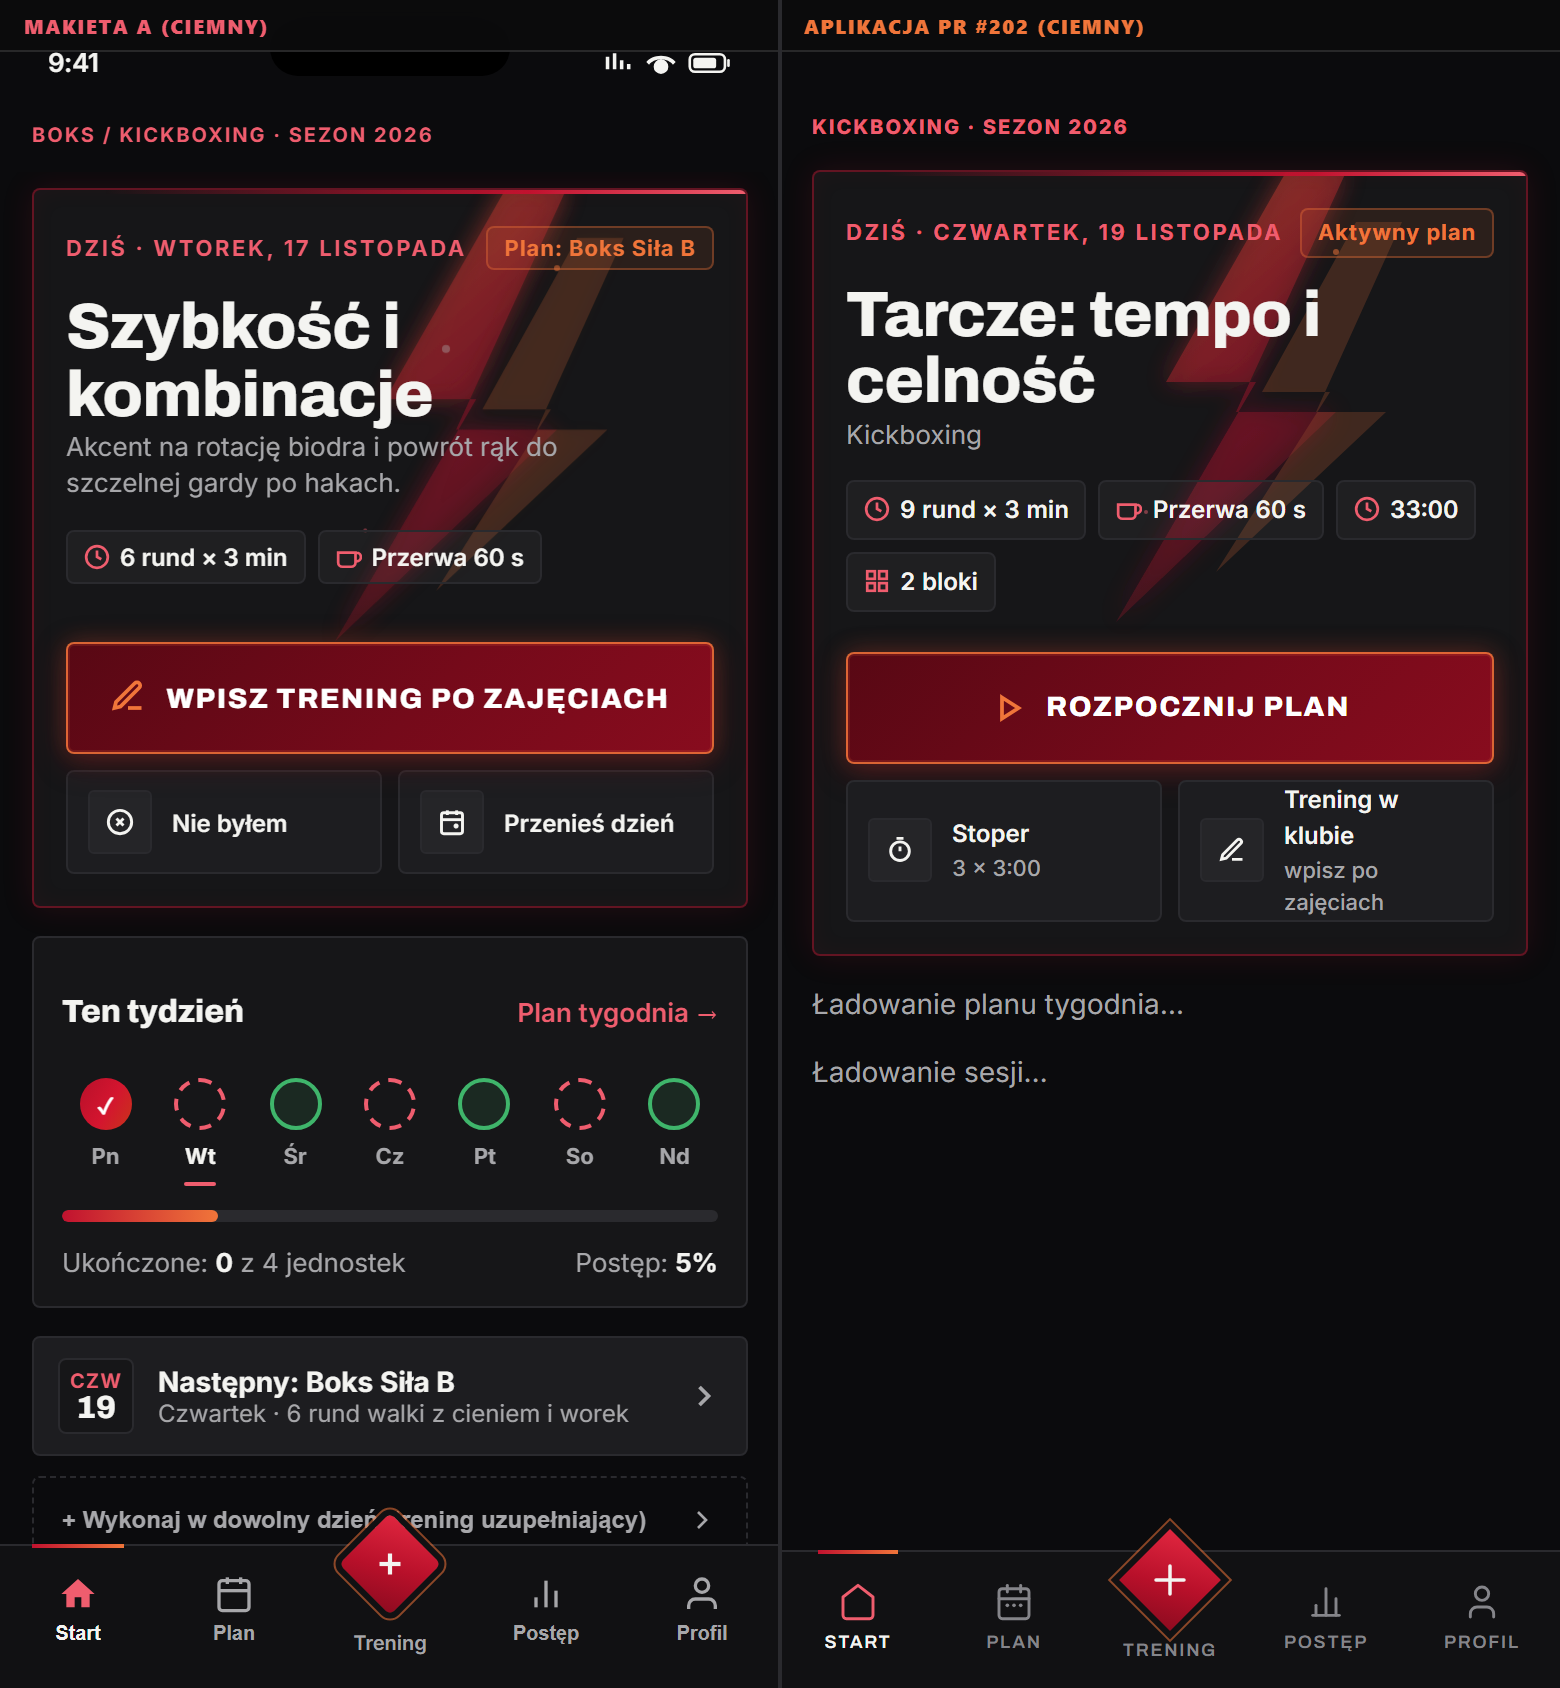 MAKIETA A (CIEMNY)
9:41
BOKS / KICKBOXING · SEZON 2026
DZIŚ · WTOREK, 17 LISTOPADA
Plan: Boks Siła B
Szybkość i
kombinacje
Akcent na rotację biodra i powrót rąk do
szczelnej gardy po hakach.
6 rund × 3 min
Przerwa 60 s
WPISZ TRENING PO ZAJĘCIACH
Nie byłem
Przenieś dzień
Ten tydzień
Plan tygodnia →
Pn
Wt
Śr
Cz
Pt
So
Nd
Ukończone: 0 z 4 jednostek
Postęp: 5%
CZW
19
Następny: Boks Siła B
Czwartek · 6 rund walki z cieniem i worek
+ Wykonaj w dowolny dzień trening uzupełniający)
+
Start
Plan
Trening
Postęp
Profil
APLIKACJA PR #202 (CIEMNY)
KICKBOXING · SEZON 2026
DZIŚ · CZWARTEK, 19 LISTOPADA
Aktywny plan
Tarcze: tempo i
celność
Kickboxing
9 rund × 3 min
Przerwa 60 s
33:00
2 bloki
ROZPOCZNIJ PLAN
Stoper
3 × 3:00
Trening w
klubie
wpisz po
zajęciach
Ładowanie planu tygodnia...
Ładowanie sesji...
START
PLAN
TRENING
POSTĘP
PROFIL